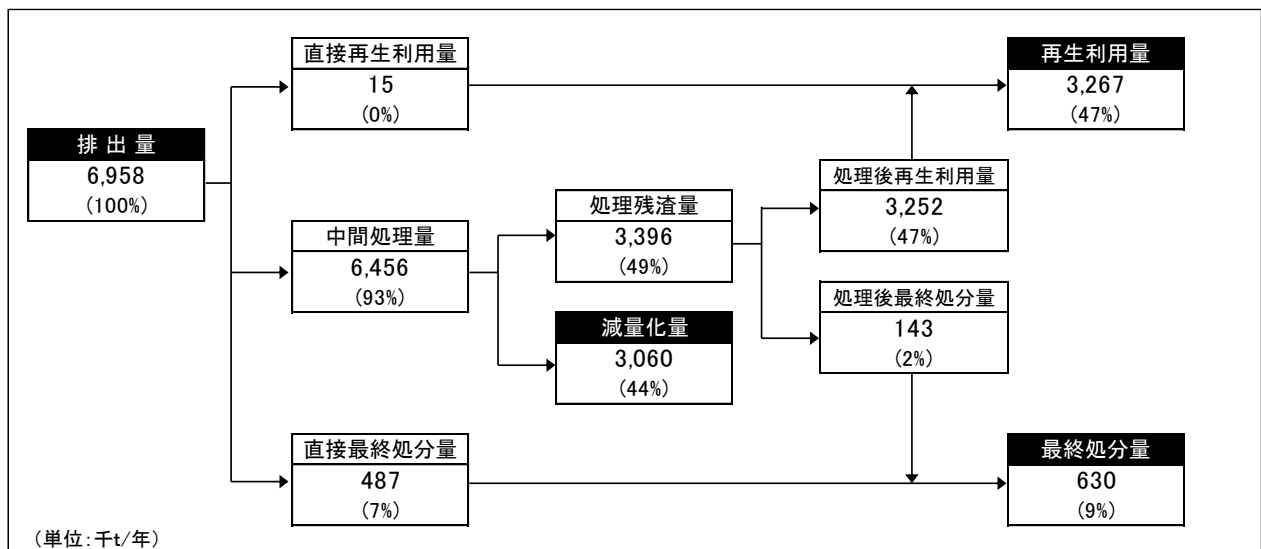 直接再生利用量
15
(0%)
再生利用量
3,267
(47%)
排出量
6,958
(100%)
中間処理量
6,456
(93%)
処理残渣量
3,396
(49%)
処理後再生利用量
3,252
(47%)
減量化量
3,060
(44%)
処理後最終処分量
143
(2%)
直接最終処分量
487
(7%)
最終処分量
630
(9%)
(単位:千t/年)